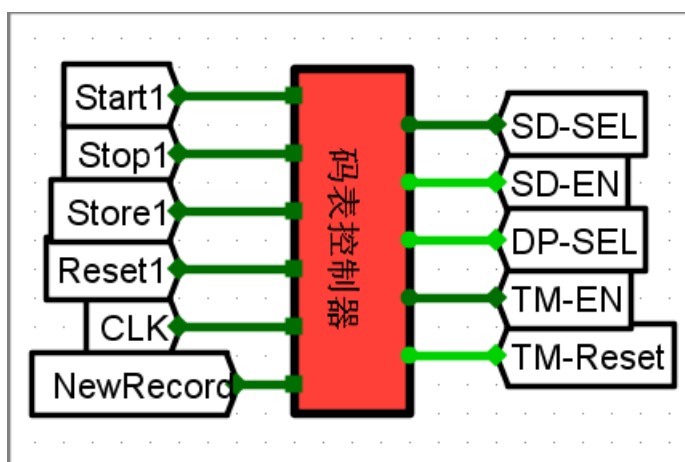 Start1
Stop1
Store1
Reset1
CLK
NewRecord
码表控制器
SD-SEL
SD-EN
DP-SEL
TM-EN
TM-Reset